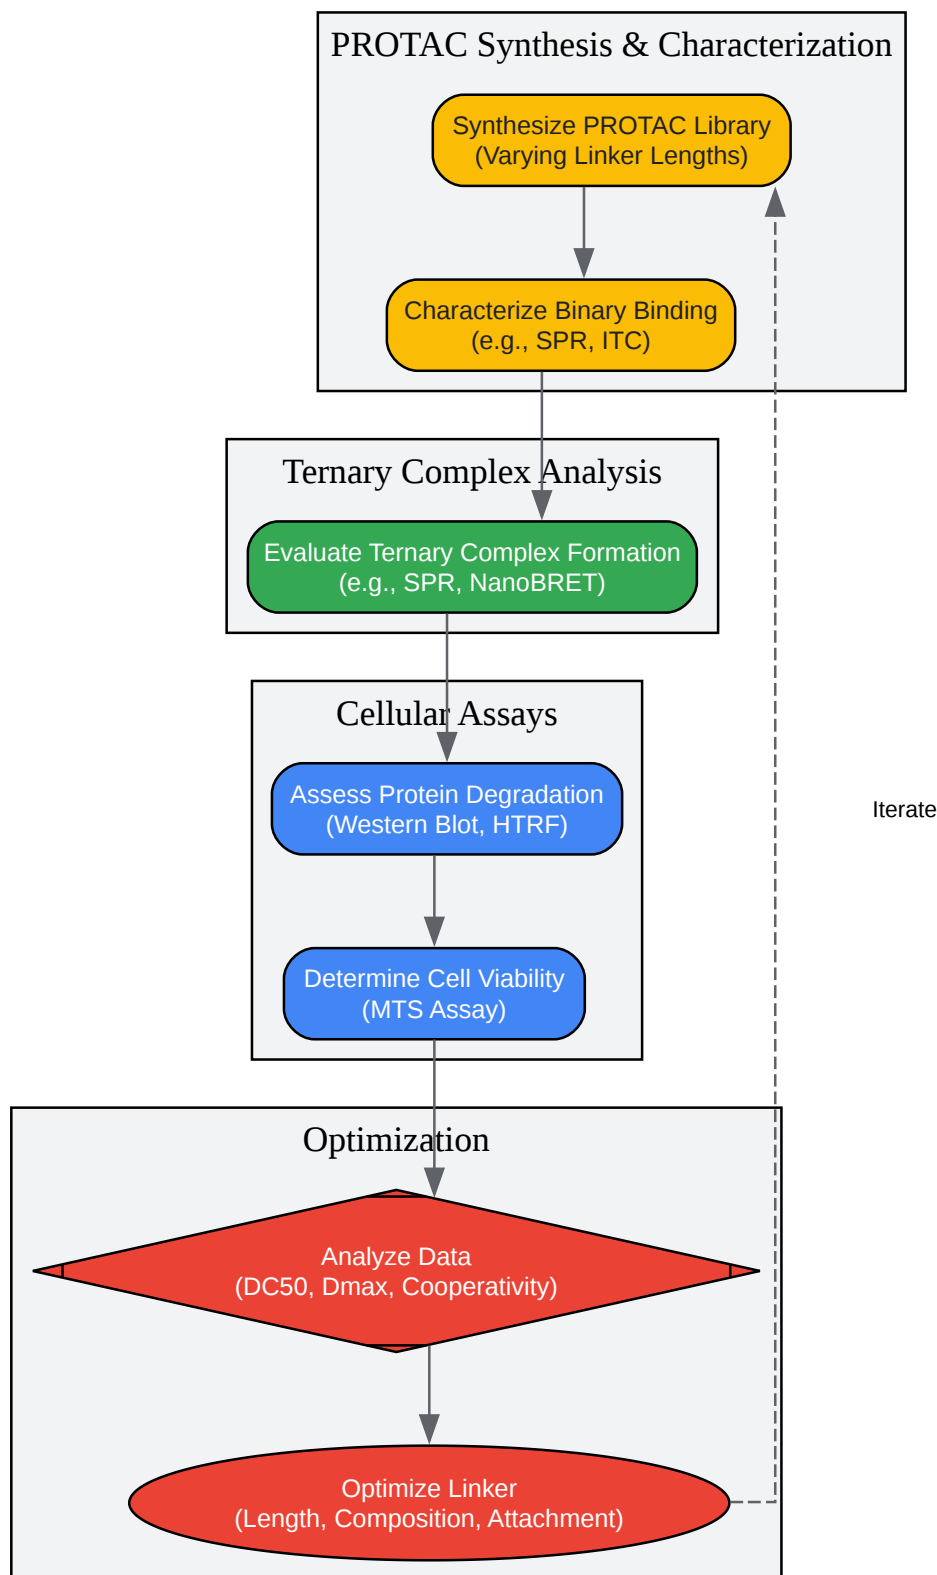 PROTAC Synthesis & Characterization
Synthesize PROTAC Library
(Varying Linker Lengths)
Characterize Binary Binding
(e.g., SPR, ITC)
Ternary Complex Analysis
Evaluate Ternary Complex Formation
(e.g., SPR, NanoBRET)
Cellular Assays
Assess Protein Degradation
(Western Blot, HTRF)
Iterate
Determine Cell Viability
(MTS Assay)
Optimization
Analyze Data
(DC50, Dmax, Cooperativity)
Optimize Linker
(Length, Composition, Attachment)